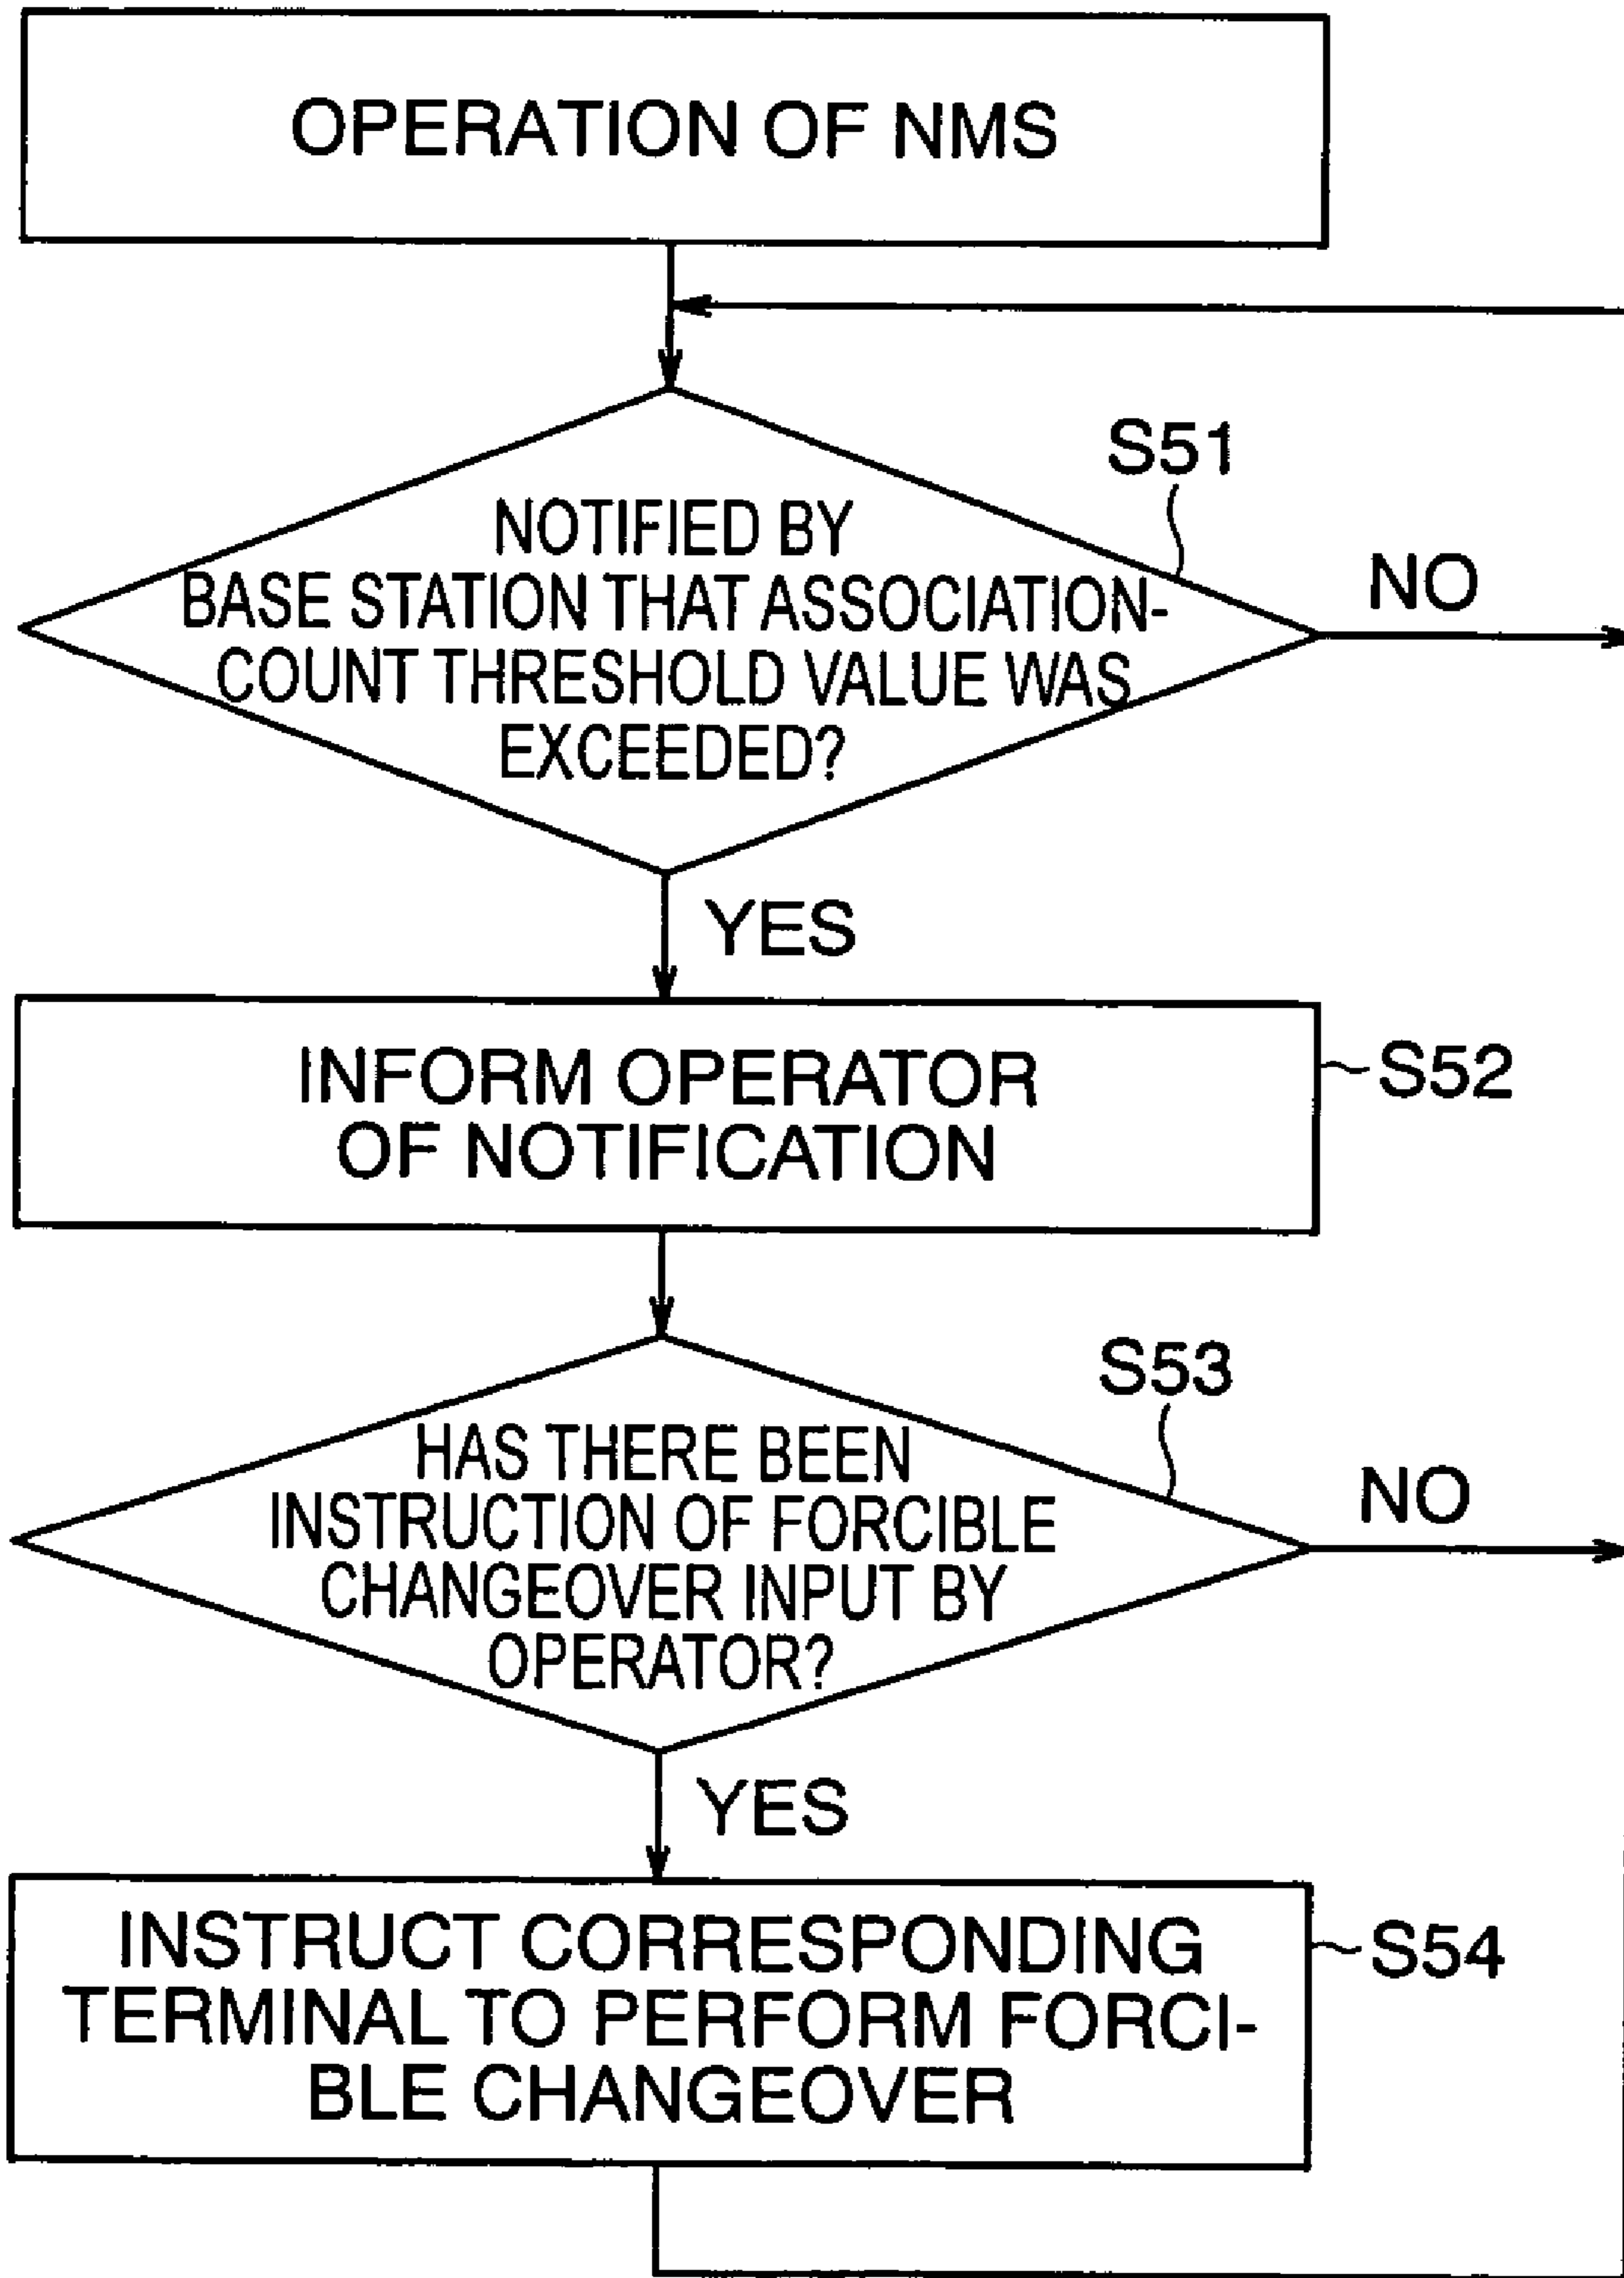 OPERATION OF NMS
S51
NOTIFIED BY
BASE STATION THAT ASSOCIATION-
COUNT THRESHOLD VALUE WAS
EXCEEDED?
NO
YES
INFORM OPERATOR
OF NOTIFICATION
S52
S53
HAS THERE BEEN
INSTRUCTION OF FORCIBLE
CHANGEOVER INPUT BY
OPERATOR?
NO
YES
INSTRUCT CORRESPONDING
TERMINAL TO PERFORM FORCI-
BLE CHANGEOVER
S54